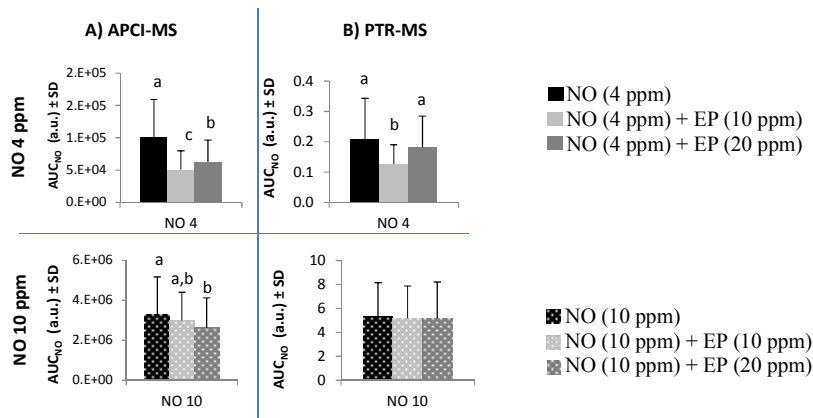 A) APCI-MS
B) PTR-MS
NO 4 ppm
AUC_NO (a.u.) ± SD
2.E+05
2.E+05
1.E+05
5.E+04
0.E+00
a
c
b
NO 4
AUC_NO (a.u.) ± SD
0.4
0.3
0.2
0.1
0.0
a
b
a
NO 4
NO (4 ppm)
NO (4 ppm) + EP (10 ppm)
NO (4 ppm) + EP (20 ppm)
NO 10 ppm
AUC_NO (a.u.) ± SD
6.E+06
4.E+06
2.E+06
0.E+00
a
a,b
b
NO 10
AUC_NO (a.u.) ± SD
10
8
6
4
2
0
NO 10
NO (10 ppm)
NO (10 ppm) + EP (10 ppm)
NO (10 ppm) + EP (20 ppm)